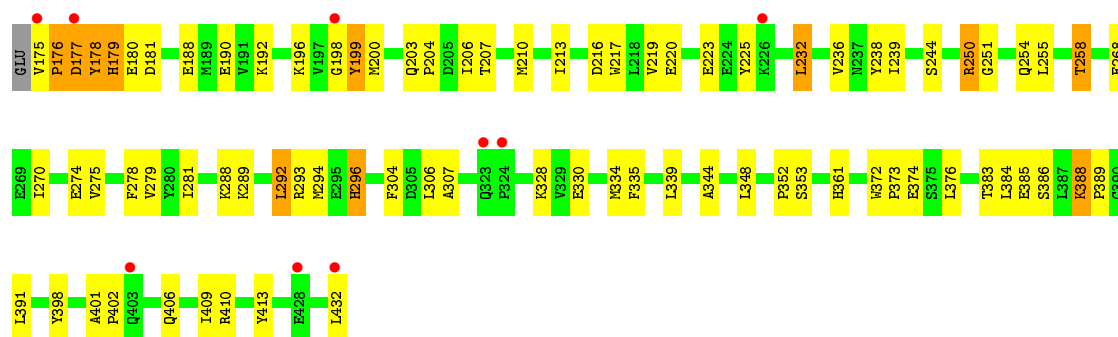 GLU V175 P176 D177 Y178 H179 E180 D181 E188 M189 E190 V191 K192 K196 V197 G198 Y199 M200 Q203 P204 D205 I206 T207 M210 I213 D216 W217 L218 V219 E220 E223 E224 Y225 K226 L232 V236 N237 Y238 I239 S244 R250 G251 Q254 L255 T258 E268
E269 I270 E274 V275 F278 V279 Y280 I281 K288 K289 L292 R293 M294 E295 H296 F304 D305 L306 A307 Q323 P324 K328 V329 E330 M334 F335 L339 A344 L348 P352 S353 H361 W372 P373 E374 S375 L376 T383 L384 E385 S386 L387 K388 P389
L391 Y398 A401 P402 Q403 Q406 I409 R410 Y413 E428 L432